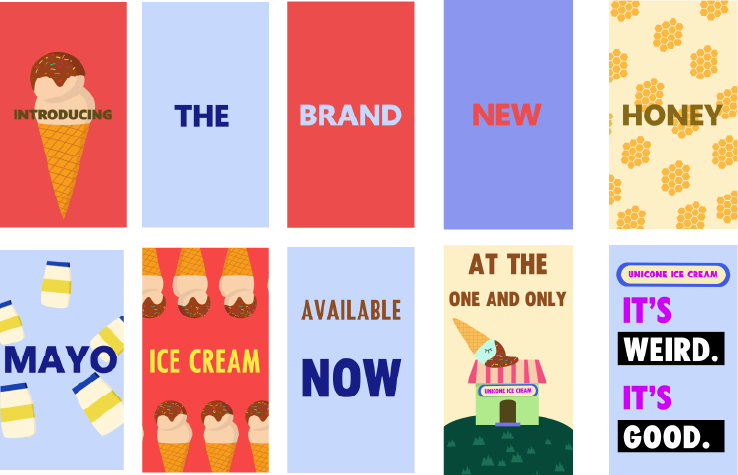 INTRODUCING
THE
BRAND
NEW
HONEY
MAYO
ICE CREAM
AVAILABLE
NOW
AT THE
ONE AND ONLY
UNICONE ICE CREAM
UNICONE ICE CREAM
IT'S
WEIRD.
IT'S
GOOD.